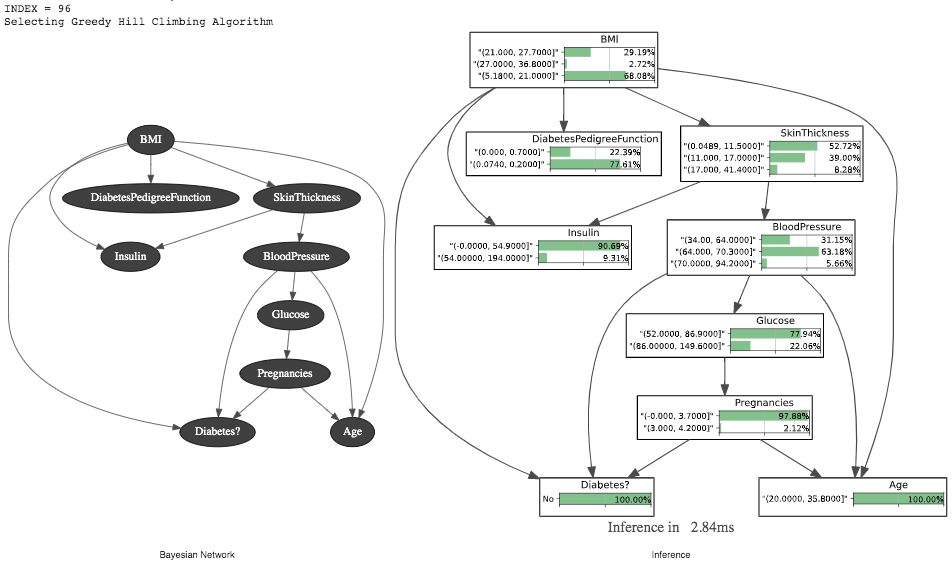 INDEX = 96
Selecting Greedy Hill Climbing Algorithm
BMI
DiabetesPedigreeFunction
SkinThickness
Insulin
BloodPressure
Glucose
Pregnancies
Diabetes?
Age
Bayesian Network
BMI
"(21.000, 27.7000]" 29.19%
"(27.0000, 36.8000]" 2.72%
"(5.1800, 21.0000]" 68.08%
DiabetesPedigreeFunction
"(0.000, 0.7000]" 22.39%
"(0.0740, 0.2000]" 77.61%
SkinThickness
"(0.0489, 11.5000]" 52.72%
"(11.000, 17.0000]" 39.00%
"(17.000, 41.4000]" 8.28%
Insulin
"(-0.0000, 54.9000]" 90.69%
"(54.00000, 194.0000]" 9.31%
BloodPressure
"(34.00, 64.0000]" 31.15%
"(64.000, 70.3000]" 63.18%
"(70.0000, 94.2000]" 5.66%
Glucose
"(52.0000, 86.9000]" 77.94%
"(86.00000, 149.6000]" 22.06%
Pregnancies
"(-0.000, 3.7000]" 97.88%
"(3.000, 4.2000]" 2.12%
Diabetes?
No 100.00%
Age
"(20.0000, 35.8000]" 100.00%
Inference in 2.84ms
Inference